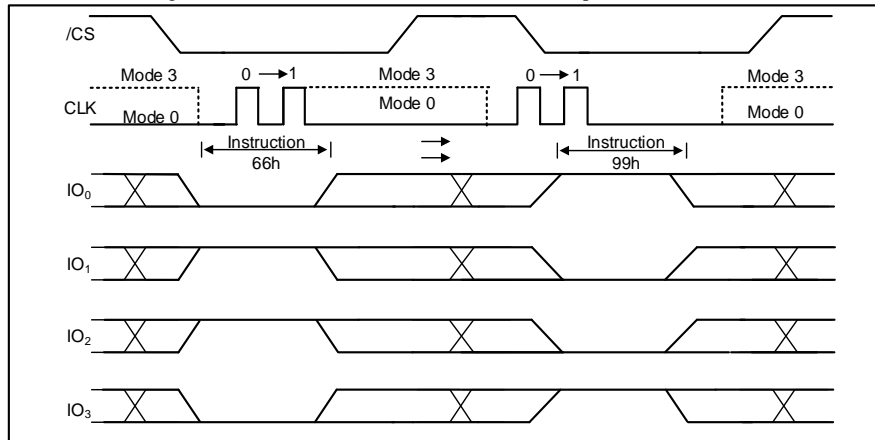 /CS
Mode 3 0 → 1 Mode 3 0 → 1 Mode 3
CLK Mode 0 Mode 0 Mode 0
Instruction Instruction
66h 99h
IO₀
IO₁
IO₂
IO₃